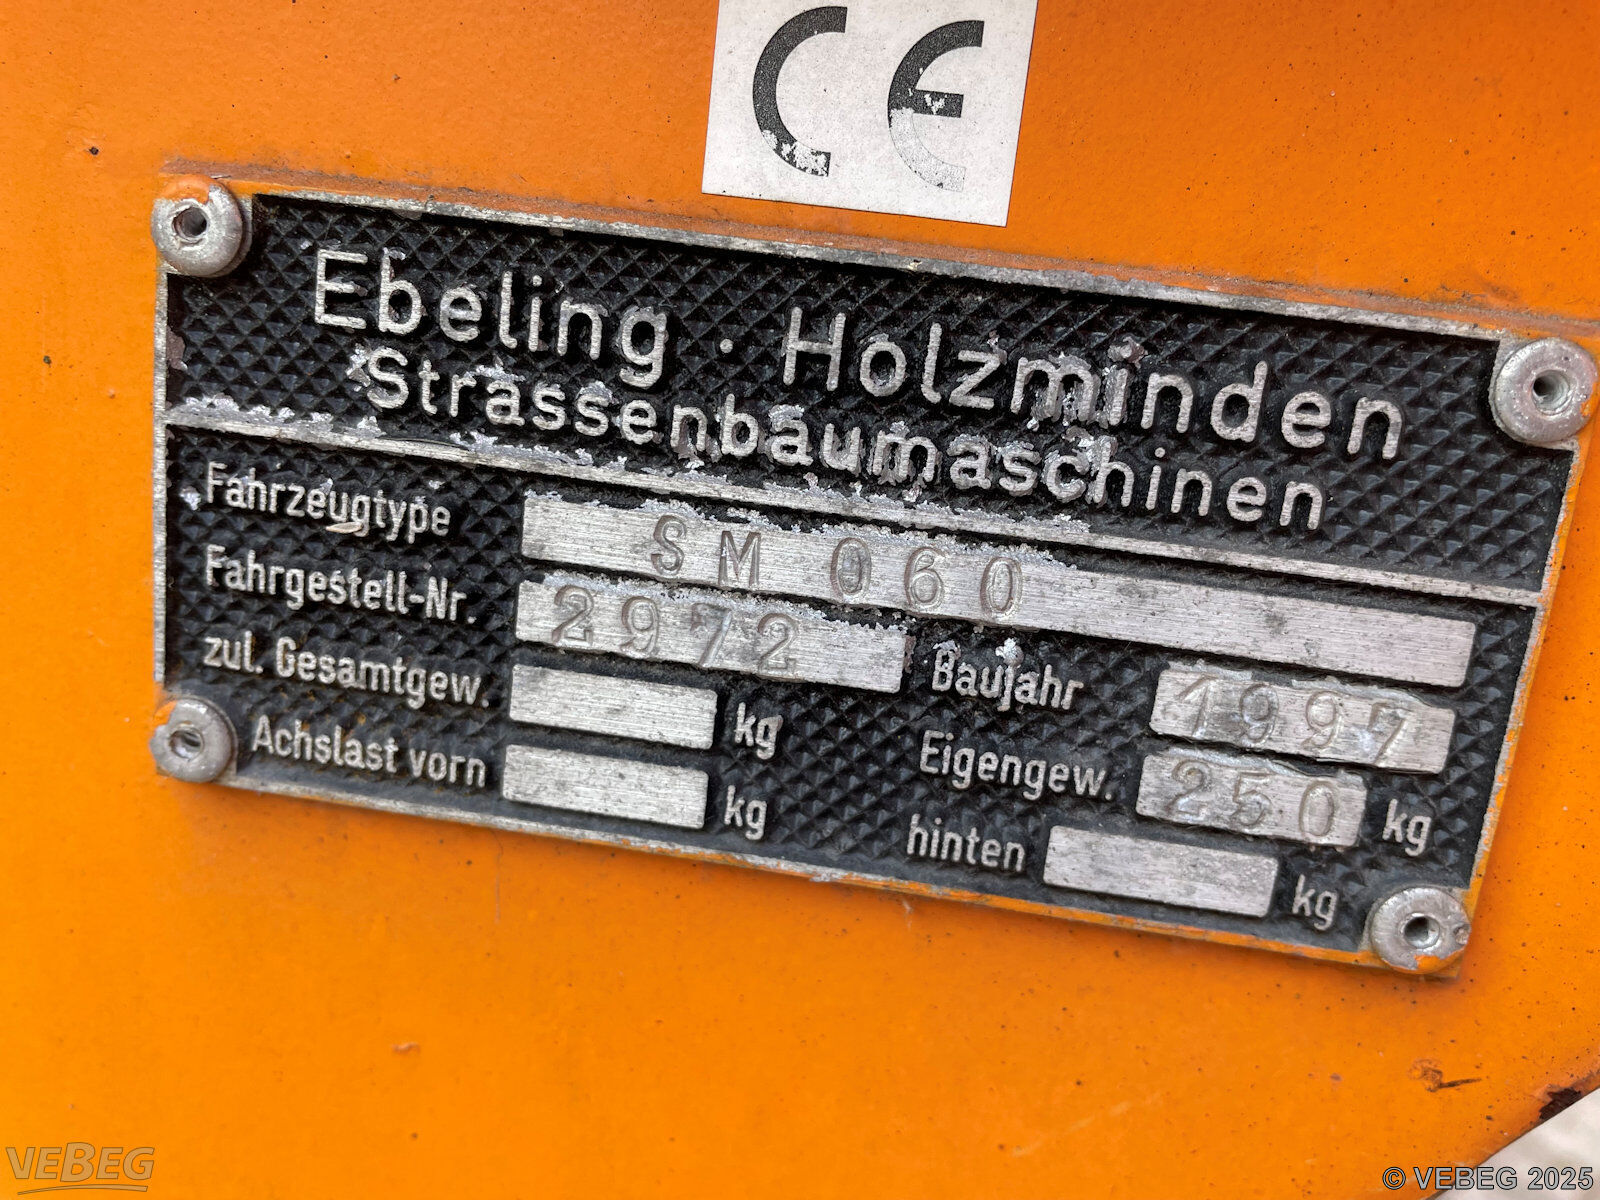 CE
Ebeling · Holzminden
Strassenbaumaschinen
Fahrzeugtype SM 060
Fahrgestell-Nr. 2972 Baujahr 1997
zul. Gesamtgew. kg Eigengew. 250 kg
Achslast vorn kg hinten kg
VEBEG
© VEBEG 2025